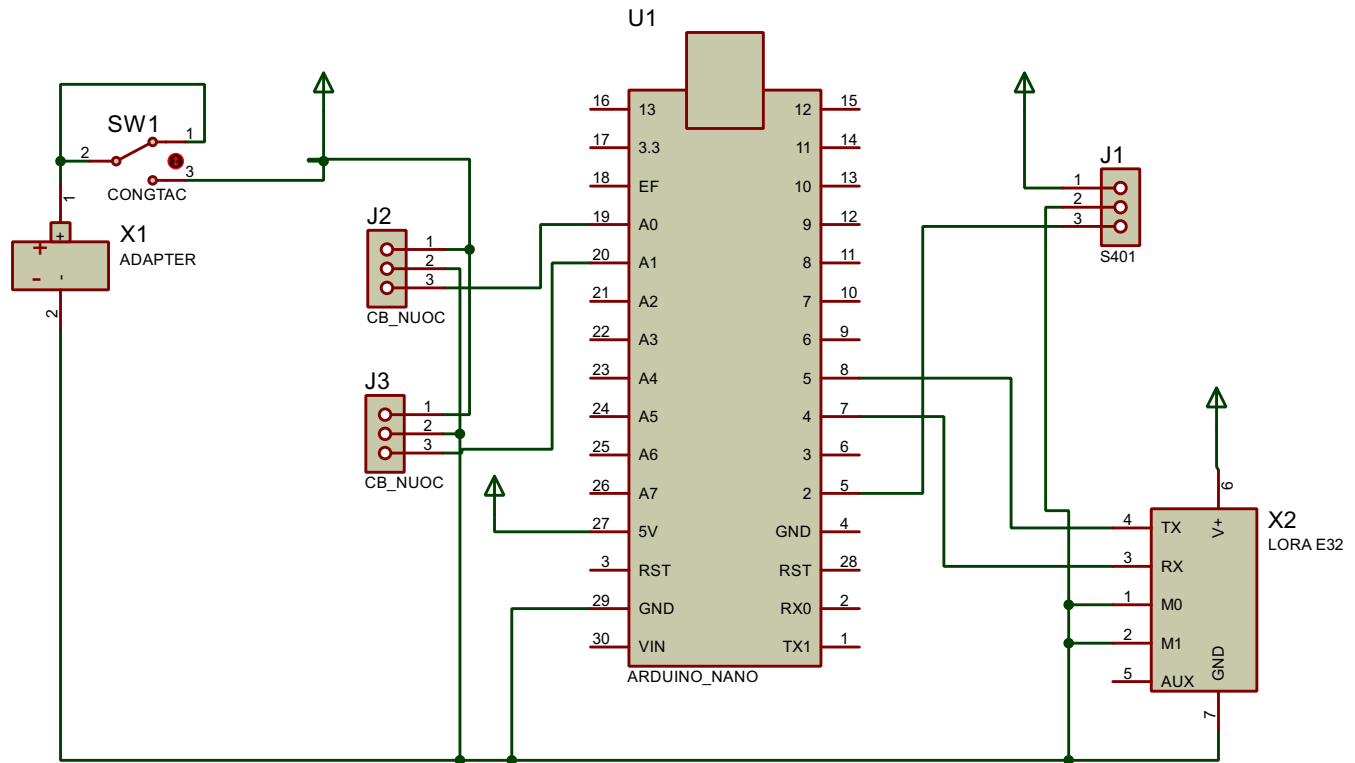 U1
SW1
1
2
3
CONGTAC
1
X1
ADAPTER
+
+
-
-
2
J2
1
2
3
CB_NUOC
J3
1
2
3
CB_NUOC
16 13
17 3.3
18 EF
19 A0
20 A1
21 A2
22 A3
23 A4
24 A5
25 A6
26 A7
27 5V
3 RST
29 GND
30 VIN
12 15
11 14
10 13
9 12
8 11
7 10
6 9
5 8
4 7
3 6
2 5
GND 4
RST 28
RX0 2
TX1 1
ARDUINO_NANO
J1
1
2
3
S401
X2
LORA E32
6
V+
4 TX
3 RX
1 M0
2 M1
5 AUX
GND
7